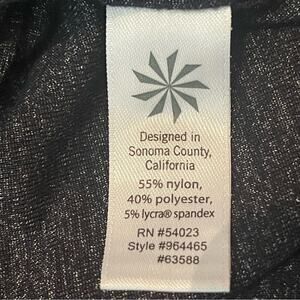 Designed in
Sonoma County,
California
55% nylon,
40% polyester,
5% lycra® spandex
RN #54023
Style #964465
#63588